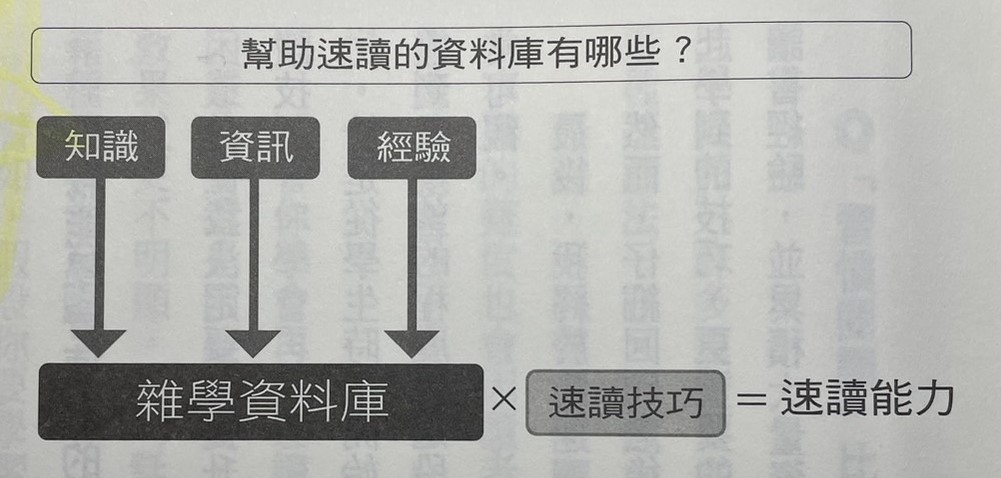 幫助速讀的資料庫有哪些？
知識 資訊 經驗
雜學資料庫 × 速讀技巧 = 速讀能力